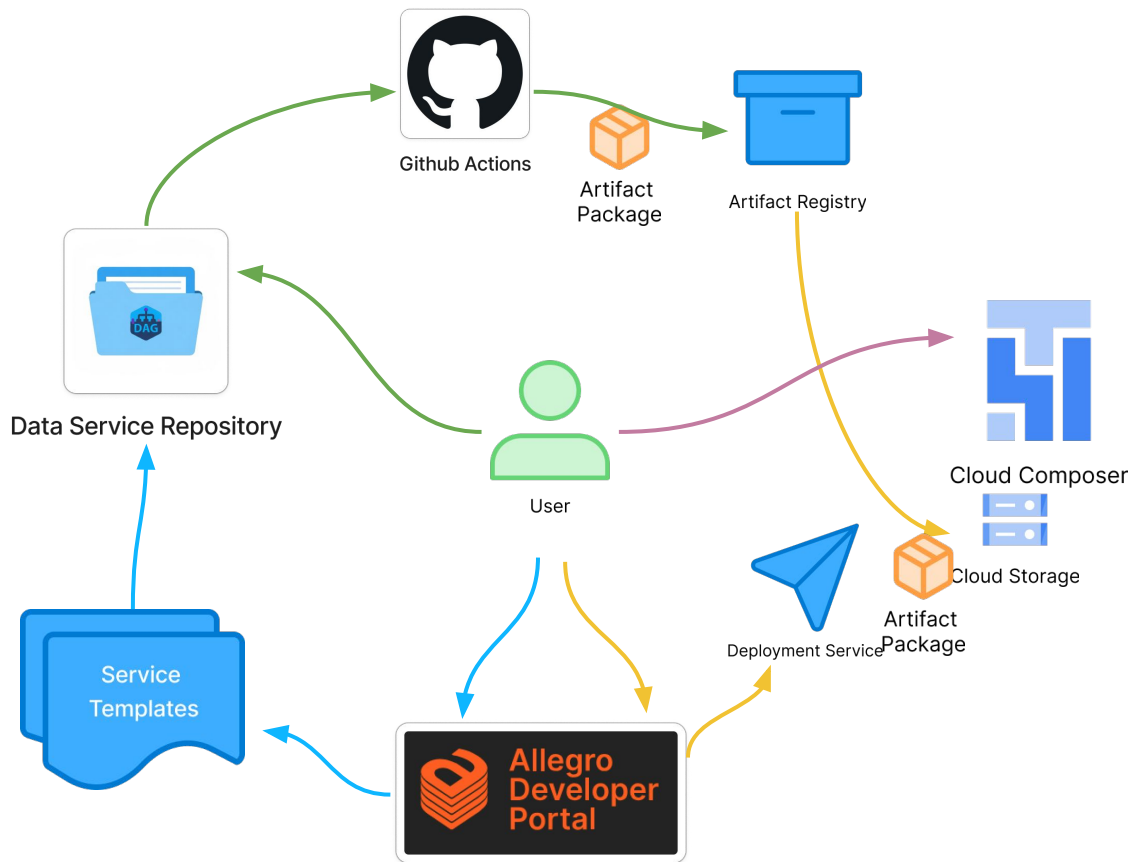 Github Actions
Artifact
Package
Artifact Registry
DAG
Data Service Repository
User
Cloud Composer
Cloud Storage
Artifact
Package
Deployment Service
Service
Templates
Allegro
Developer
Portal